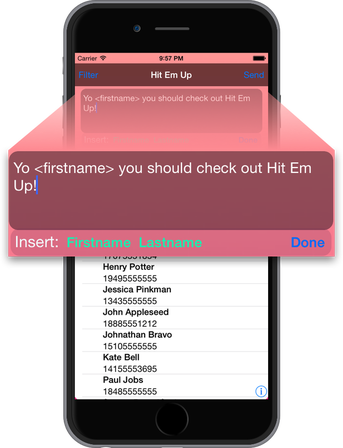 Carrier 9:57 PM
Filter Hit Em Up Send
Yo <firstname> you should check out Hit Em
Up!
Yo <firstname> you should check out Hit Em
Up!
Insert: Firstname Lastname Done
Henry Potter
19495555555
Jessica Pinkman
13435555555
John Appleseed
18885551212
Johnathan Bravo
15105555555
Kate Bell
14155553695
Paul Jobs
18485555555